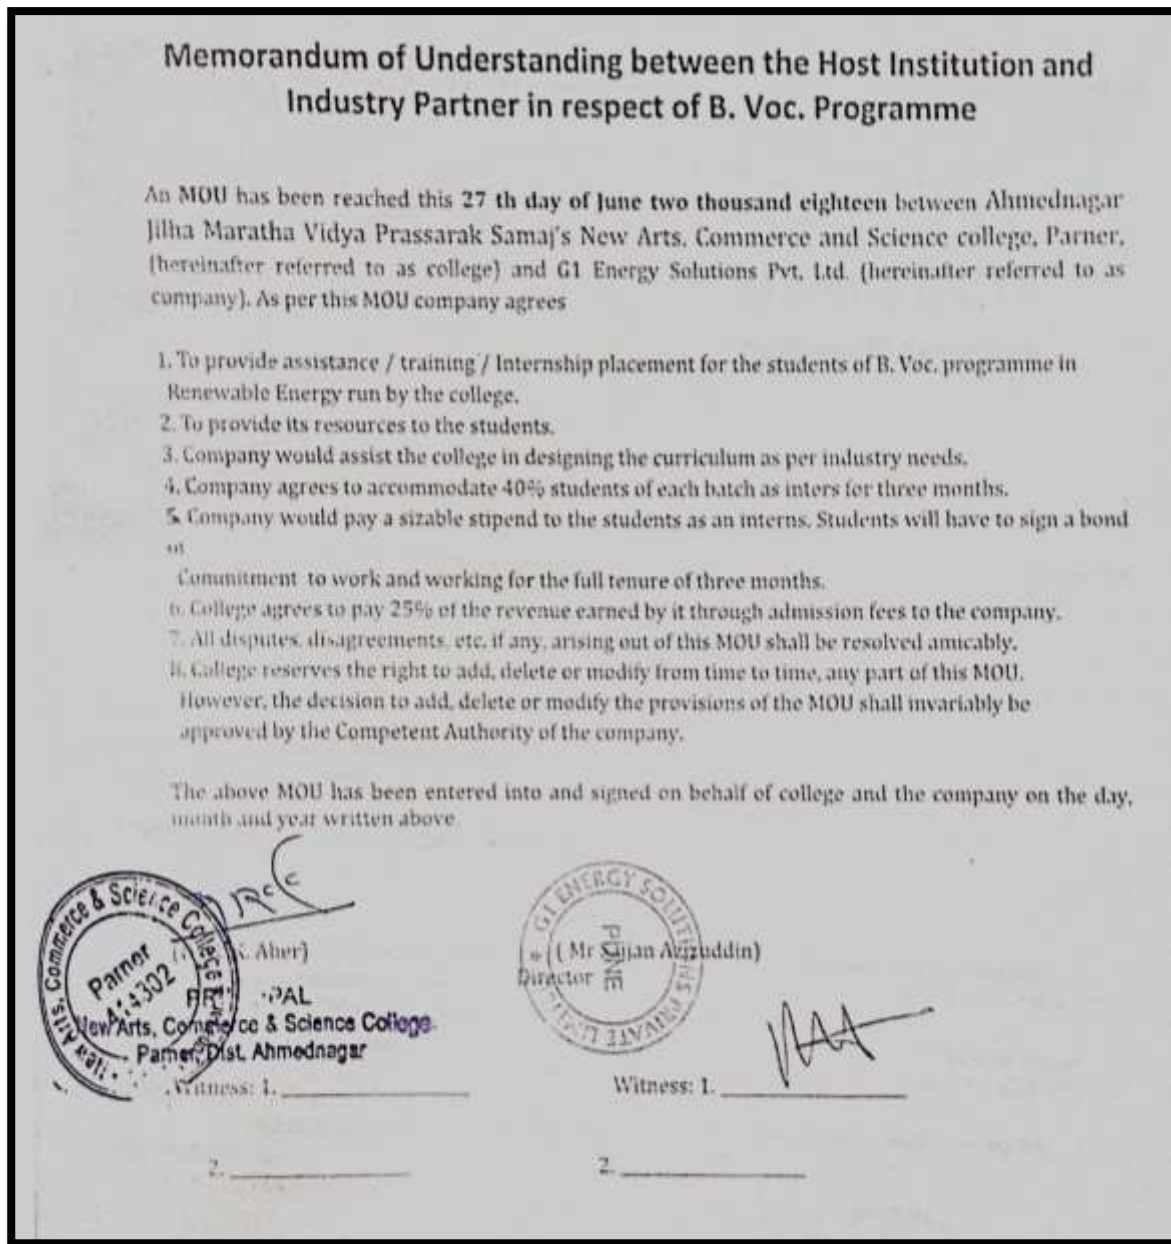 Memorandum of Understanding between the Host Institution and
Industry Partner in respect of B. Voc. Programme
An MOU has been reached this 27 th day of June two thousand eighteen between Ahmednagar
Jilha Maratha Vidya Prassarak Samaj's New Arts, Commerce and Science college, Parner,
(hereinafter referred to as college) and G1 Energy Solutions Pvt. Ltd. (hereinafter referred to as
company). As per this MOU company agrees
1. To provide assistance / training / Internship placement for the students of B. Voc. programme in
Renewable Energy run by the college.
2. To provide its resources to the students.
3. Company would assist the college in designing the curriculum as per industry needs.
4. Company agrees to accommodate 40% students of each batch as inters for three months.
5. Company would pay a sizable stipend to the students as an interns. Students will have to sign a bond
of
Commitment to work and working for the full tenure of three months.
6. College agrees to pay 25% of the revenue earned by it through admission fees to the company.
7. All disputes, disagreements, etc. if any, arising out of this MOU shall be resolved amicably.
8. College reserves the right to add, delete or modify from time to time, any part of this MOU.
However, the decision to add, delete or modify the provisions of the MOU shall invariably be
approved by the Competent Authority of the company.
The above MOU has been entered into and signed on behalf of college and the company on the day,
month and year written above.
New Arts, Commerce & Science College
Parner
414302
G1 ENERGY SOLUTIONS PRIVATE LIMITED
PUNE
Aher)
( Mr Azizuddin)
Director
New Arts, Commerce & Science College
Parner, Dist. Ahmednagar
Witness: 1.
Witness: 1.
2.
2.